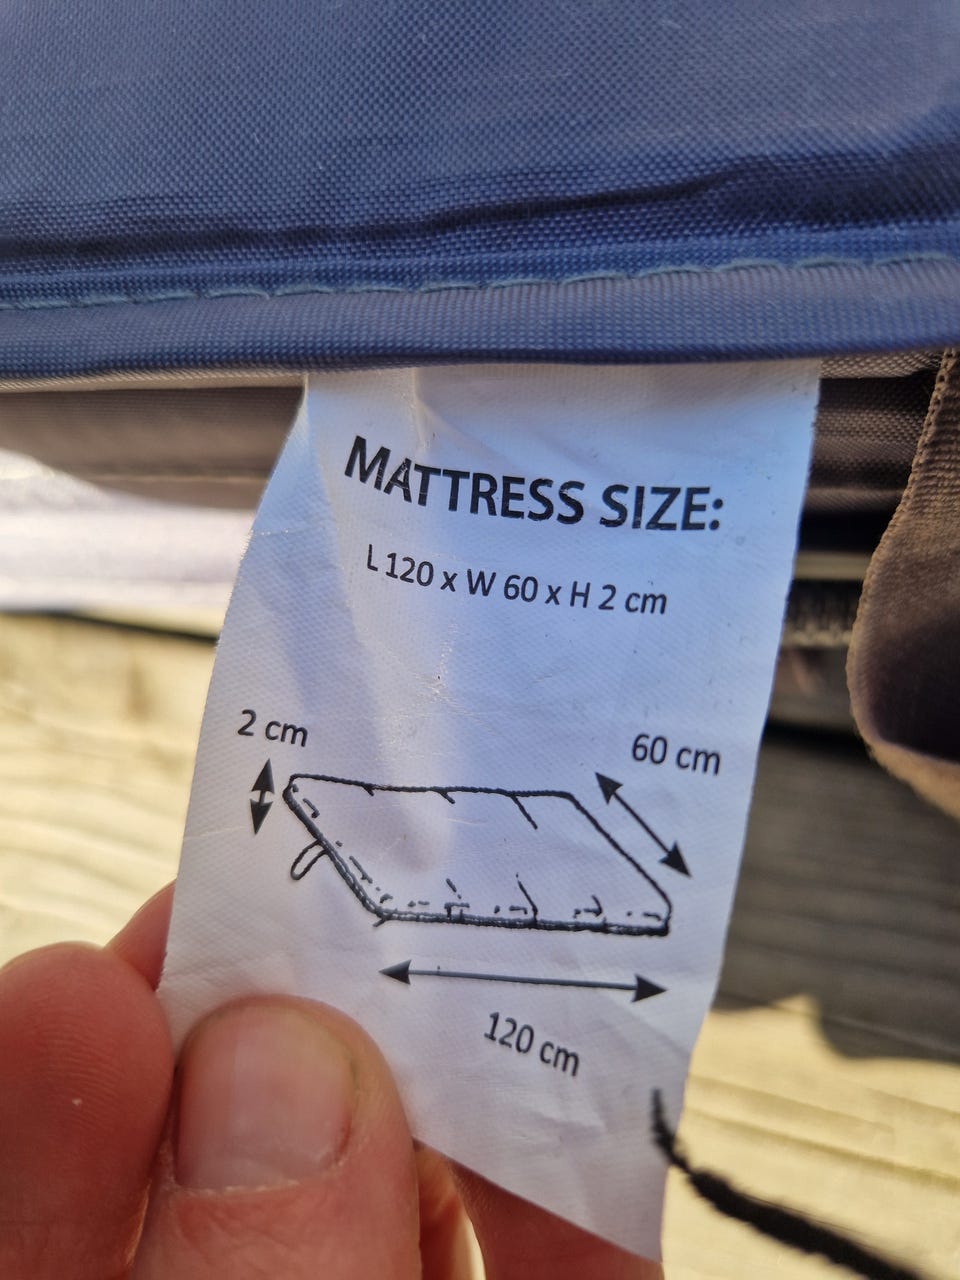 MATTRESS SIZE:
L 120 x W 60 x H 2 cm
2 cm
60 cm
120 cm